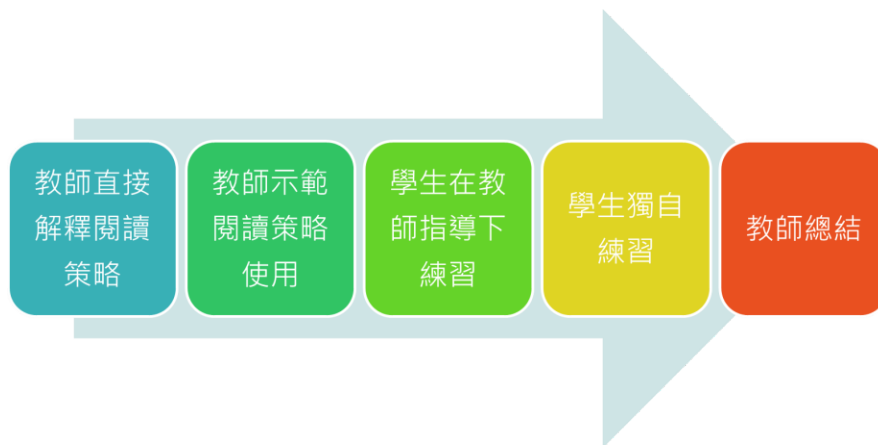 教師直接
解釋閱讀
策略
教師示範
閱讀策略
使用
學生在教
師指導下
練習
學生獨自
練習
教師總結